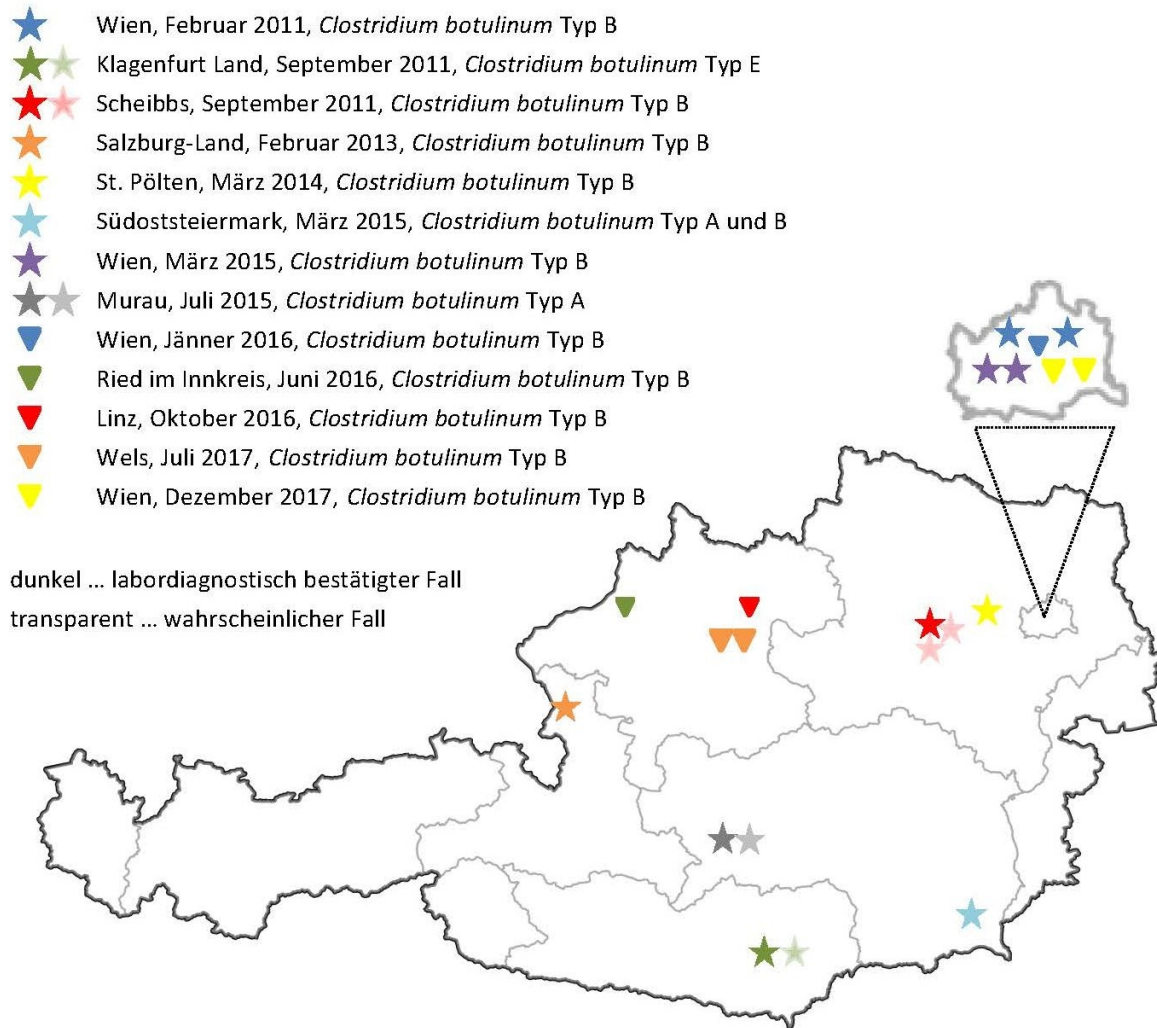 Wien, Februar 2011, Clostridium botulinum Typ B
Klagenfurt Land, September 2011, Clostridium botulinum Typ E
Scheibbs, September 2011, Clostridium botulinum Typ B
Salzburg-Land, Februar 2013, Clostridium botulinum Typ B
St. Pölten, März 2014, Clostridium botulinum Typ B
Südoststeiermark, März 2015, Clostridium botulinum Typ A und B
Wien, März 2015, Clostridium botulinum Typ B
Murau, Juli 2015, Clostridium botulinum Typ A
Wien, Jänner 2016, Clostridium botulinum Typ B
Ried im Innkreis, Juni 2016, Clostridium botulinum Typ B
Linz, Oktober 2016, Clostridium botulinum Typ B
Wels, Juli 2017, Clostridium botulinum Typ B
Wien, Dezember 2017, Clostridium botulinum Typ B
dunkel ... labordiagnostisch bestätigter Fall
transparent ... wahrscheinlicher Fall